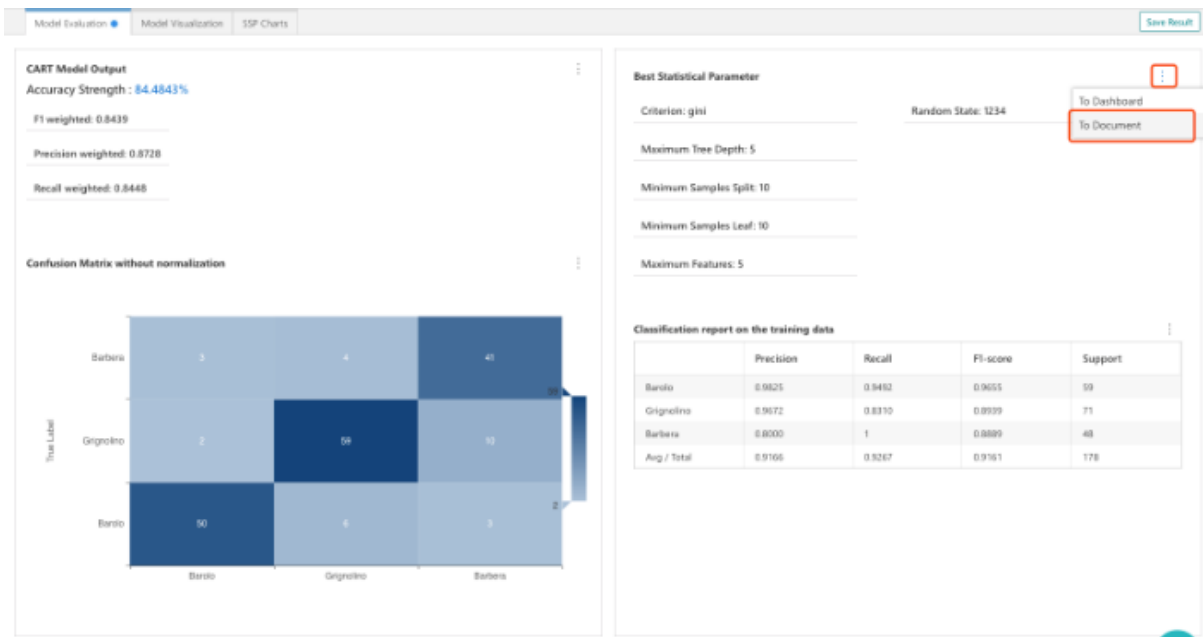 Model Evaluation
Model Visualization
SSP Charts
Save Result
CART Model Output
Accuracy Strength : 84.4843%
F1 weighted: 0.8439
Precision weighted: 0.8728
Recall weighted: 0.8448
Confusion Matrix without normalization
True Label
Barbera
3
4
41
Grignolino
2
59
10
Barolo
50
6
3
Barolo
Grignolino
Barbera
59
2
Best Statistical Parameter
To Dashboard
To Document
Criterion: gini
Random State: 1234
Maximum Tree Depth: 5
Minimum Samples Split: 10
Minimum Samples Leaf: 10
Maximum Features: 5
Classification report on the training data
Precision Recall F1-score Support
Barolo 0.9825 0.9492 0.9655 59
Grignolino 0.9672 0.8310 0.8939 71
Barbera 0.8000 1 0.8889 48
Avg / Total 0.9166 0.9267 0.9161 178